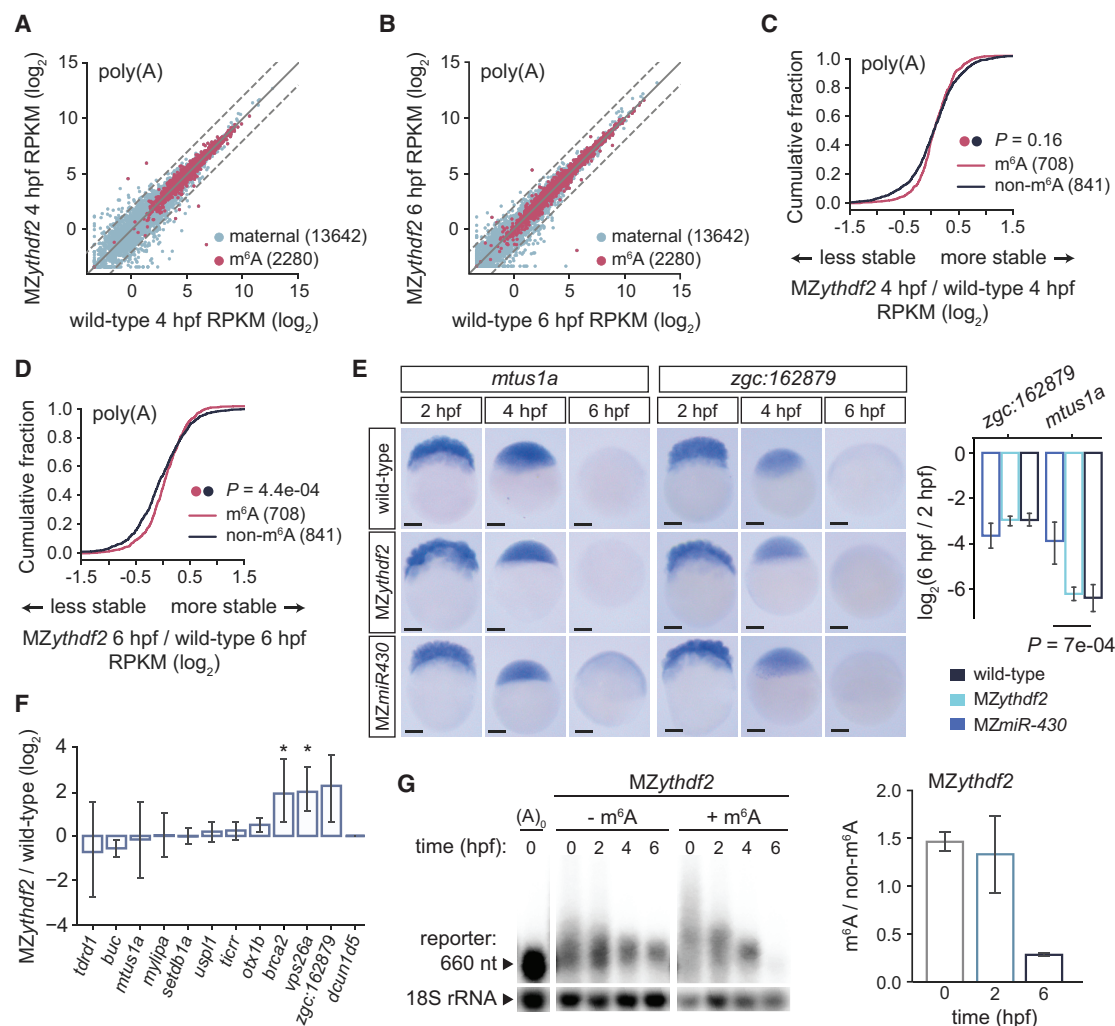 A
poly(A)
MZythdf2 4 hpf RPKM (log2)
15
10
5
0
0 5 10 15
maternal (13642)
m6A (2280)
wild-type 4 hpf RPKM (log2)
B
poly(A)
MZythdf2 6 hpf RPKM (log2)
15
10
5
0
0 5 10 15
maternal (13642)
m6A (2280)
wild-type 6 hpf RPKM (log2)
C
poly(A)
Cumulative fraction
1.0
0.8
0.6
0.4
0.2
0.0
P = 0.16
m6A (708)
non-m6A (841)
-1.5 -0.5 0.5 1.5
← less stable more stable →
MZythdf2 4 hpf / wild-type 4 hpf
RPKM (log2)
D
poly(A)
Cumulative fraction
1.0
0.8
0.6
0.4
0.2
0.0
P = 4.4e-04
m6A (708)
non-m6A (841)
-1.5 -0.5 0.5 1.5
← less stable more stable →
MZythdf2 6 hpf / wild-type 6 hpf
RPKM (log2)
E
mtus1a zgc:162879
2 hpf 4 hpf 6 hpf 2 hpf 4 hpf 6 hpf
wild-type
MZythdf2
MZmiR430
zgc:162879
mtus1a
log2(6 hpf / 2 hpf)
0
-2
-4
-6
P = 7e-04
wild-type
MZythdf2
MZmiR-430
F
MZythdf2 / wild-type (log2)
4
2
0
−2
−4
* *
tdrd1
buc
mtus1a
mylipa
setdb1a
uspl1
ticrr
otx1b
brca2
vps26a
zgc:162879
dcun1d5
G
MZythdf2
(A)0 - m6A + m6A
time (hpf): 0 0 2 4 6 0 2 4 6
reporter:
660 nt
18S rRNA
MZythdf2
m6A / non-m6A
2.0
1.5
1.0
0.5
0.0
0 2 6
time (hpf)